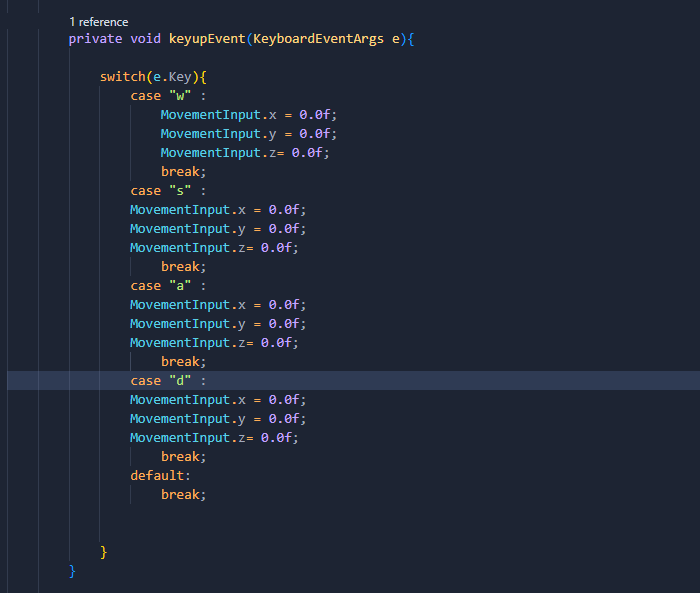 1 reference
private void keyupEvent(KeyboardEventArgs e){
switch(e.Key){
case "w" :
MovementInput.x = 0.0f;
MovementInput.y = 0.0f;
MovementInput.z= 0.0f;
break;
case "s" :
MovementInput.x = 0.0f;
MovementInput.y = 0.0f;
MovementInput.z= 0.0f;
break;
case "a" :
MovementInput.x = 0.0f;
MovementInput.y = 0.0f;
MovementInput.z= 0.0f;
break;
case "d" :
MovementInput.x = 0.0f;
MovementInput.y = 0.0f;
MovementInput.z= 0.0f;
break;
default:
break;
}
}